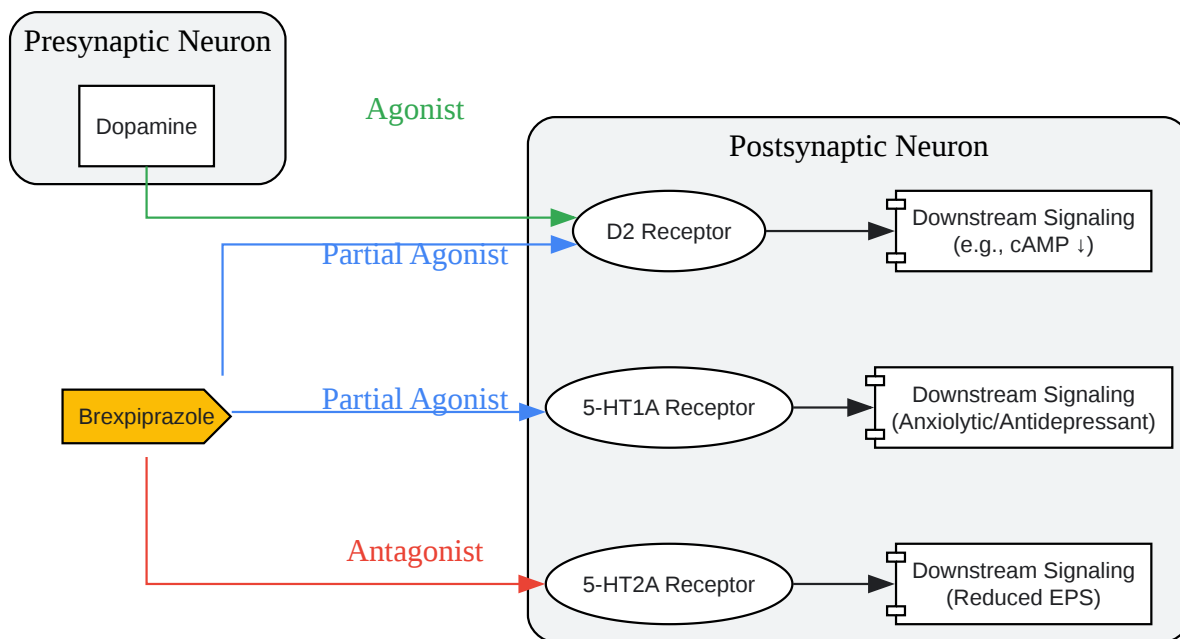 Presynaptic Neuron
Dopamine
Agonist
Postsynaptic Neuron
D2 Receptor
Downstream Signaling
(e.g., cAMP ↓)
Partial Agonist
Brexpiprazole
Partial Agonist
5-HT1A Receptor
Downstream Signaling
(Anxiolytic/Antidepressant)
Antagonist
5-HT2A Receptor
Downstream Signaling
(Reduced EPS)